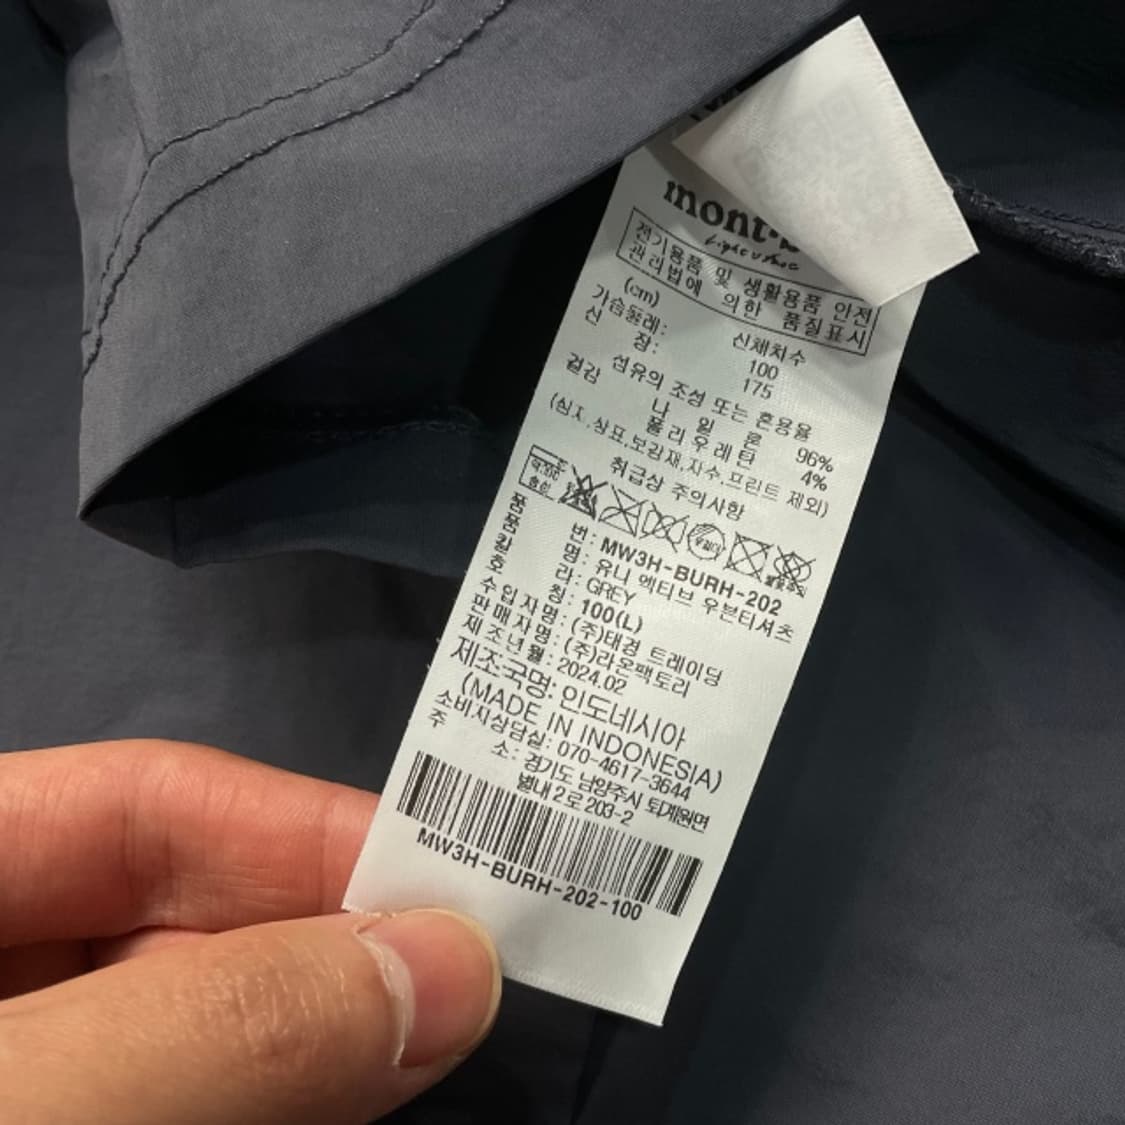 mont-
Light & Fast
전기용품 및 생활용품 안전
관리법에 의한 품질표시
(cm) 신체치수
가슴둘레: 100
신 장: 175
섬유의 조성 또는 혼용율
겉감 나 일 론 96%
폴 리 우 레 탄 4%
(심지,상표,보강재,자수,프린트 제외)
취급상 주의사항
품 번: MW3H-BURH-202
품 명: 유니 엑티브 우븐티셔츠
컬 라: GREY
호 칭: 100(L)
수 입 자 명: (주)태경 트레이딩
판 매 자 명: (주)라온팩토리
제 조 년 월: 2024.02
제조국명: 인도네시아
(MADE IN INDONESIA)
소비자상담실: 070-4617-3644
주 소: 경기도 남양주시 퇴계원면
별내2로 203-2
MW3H-BURH-202-100